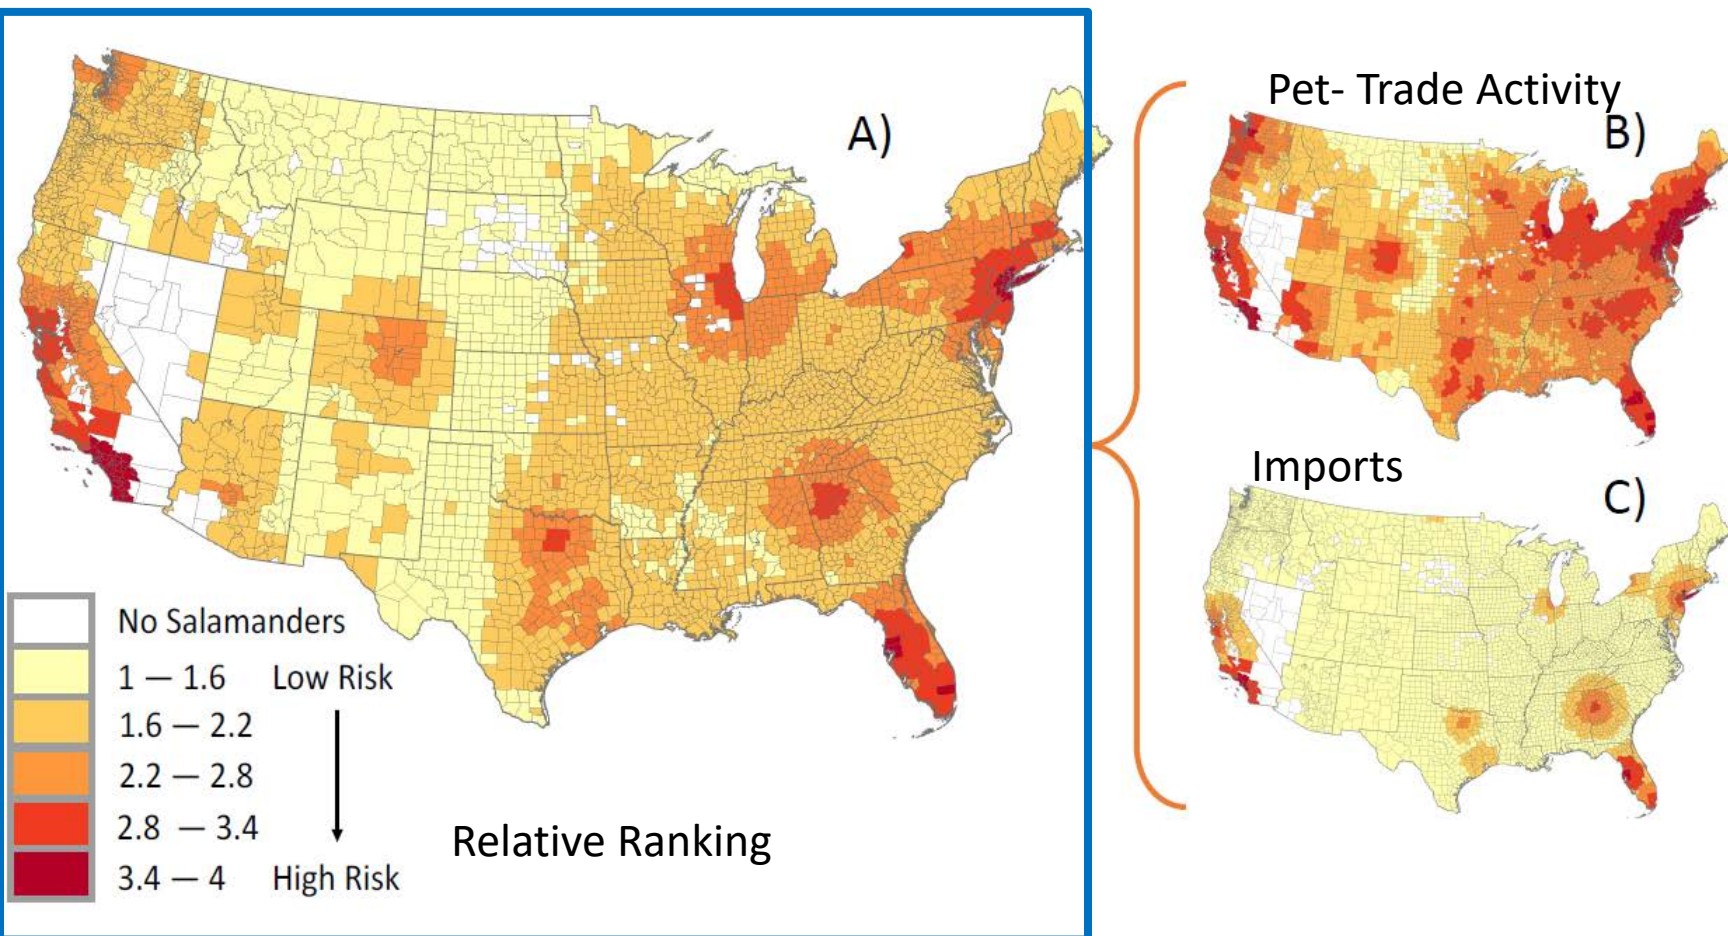 A)
Pet- Trade Activity
B)
Imports
C)
No Salamanders
1 — 1.6 Low Risk
1.6 — 2.2
2.2 — 2.8
2.8 — 3.4
3.4 — 4 High Risk
Relative Ranking